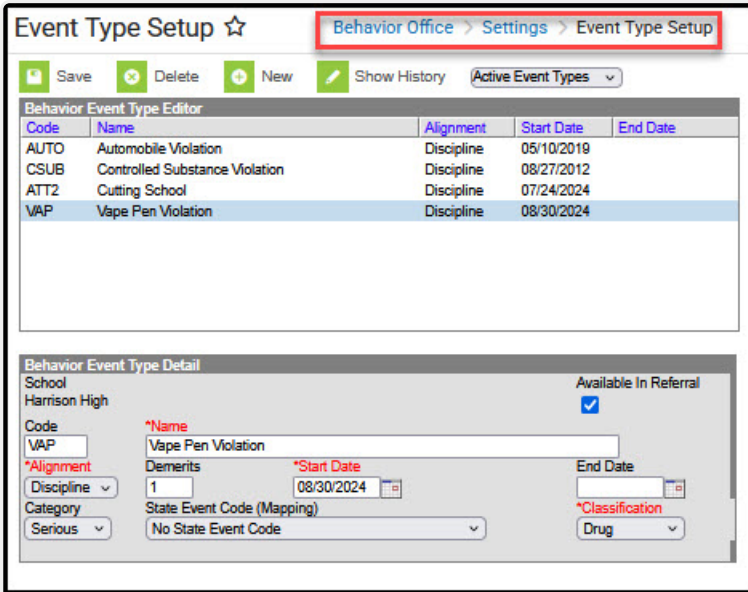 Event Type Setup ☆ Behavior Office > Settings > Event Type Setup
Save Delete New Show History Active Event Types
Behavior Event Type Editor
Code Name Alignment Start Date End Date
AUTO Automobile Violation Discipline 05/10/2019
CSUB Controlled Substance Violation Discipline 08/27/2012
ATT2 Cutting School Discipline 07/24/2024
VAP Vape Pen Violation Discipline 08/30/2024
Behavior Event Type Detail
School Available In Referral
Harrison High
Code *Name
VAP Vape Pen Violation
*Alignment Demerits *Start Date End Date
Discipline 1 08/30/2024
Category State Event Code (Mapping) *Classification
Serious No State Event Code Drug